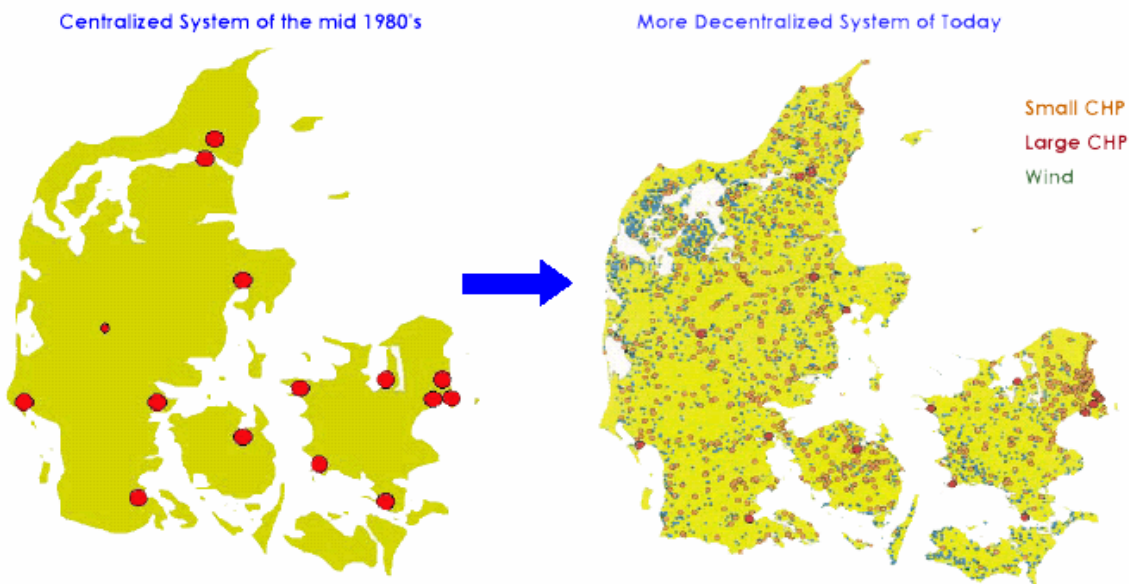 Centralized System of the mid 1980's
More Decentralized System of Today
Small CHP
Large CHP
Wind